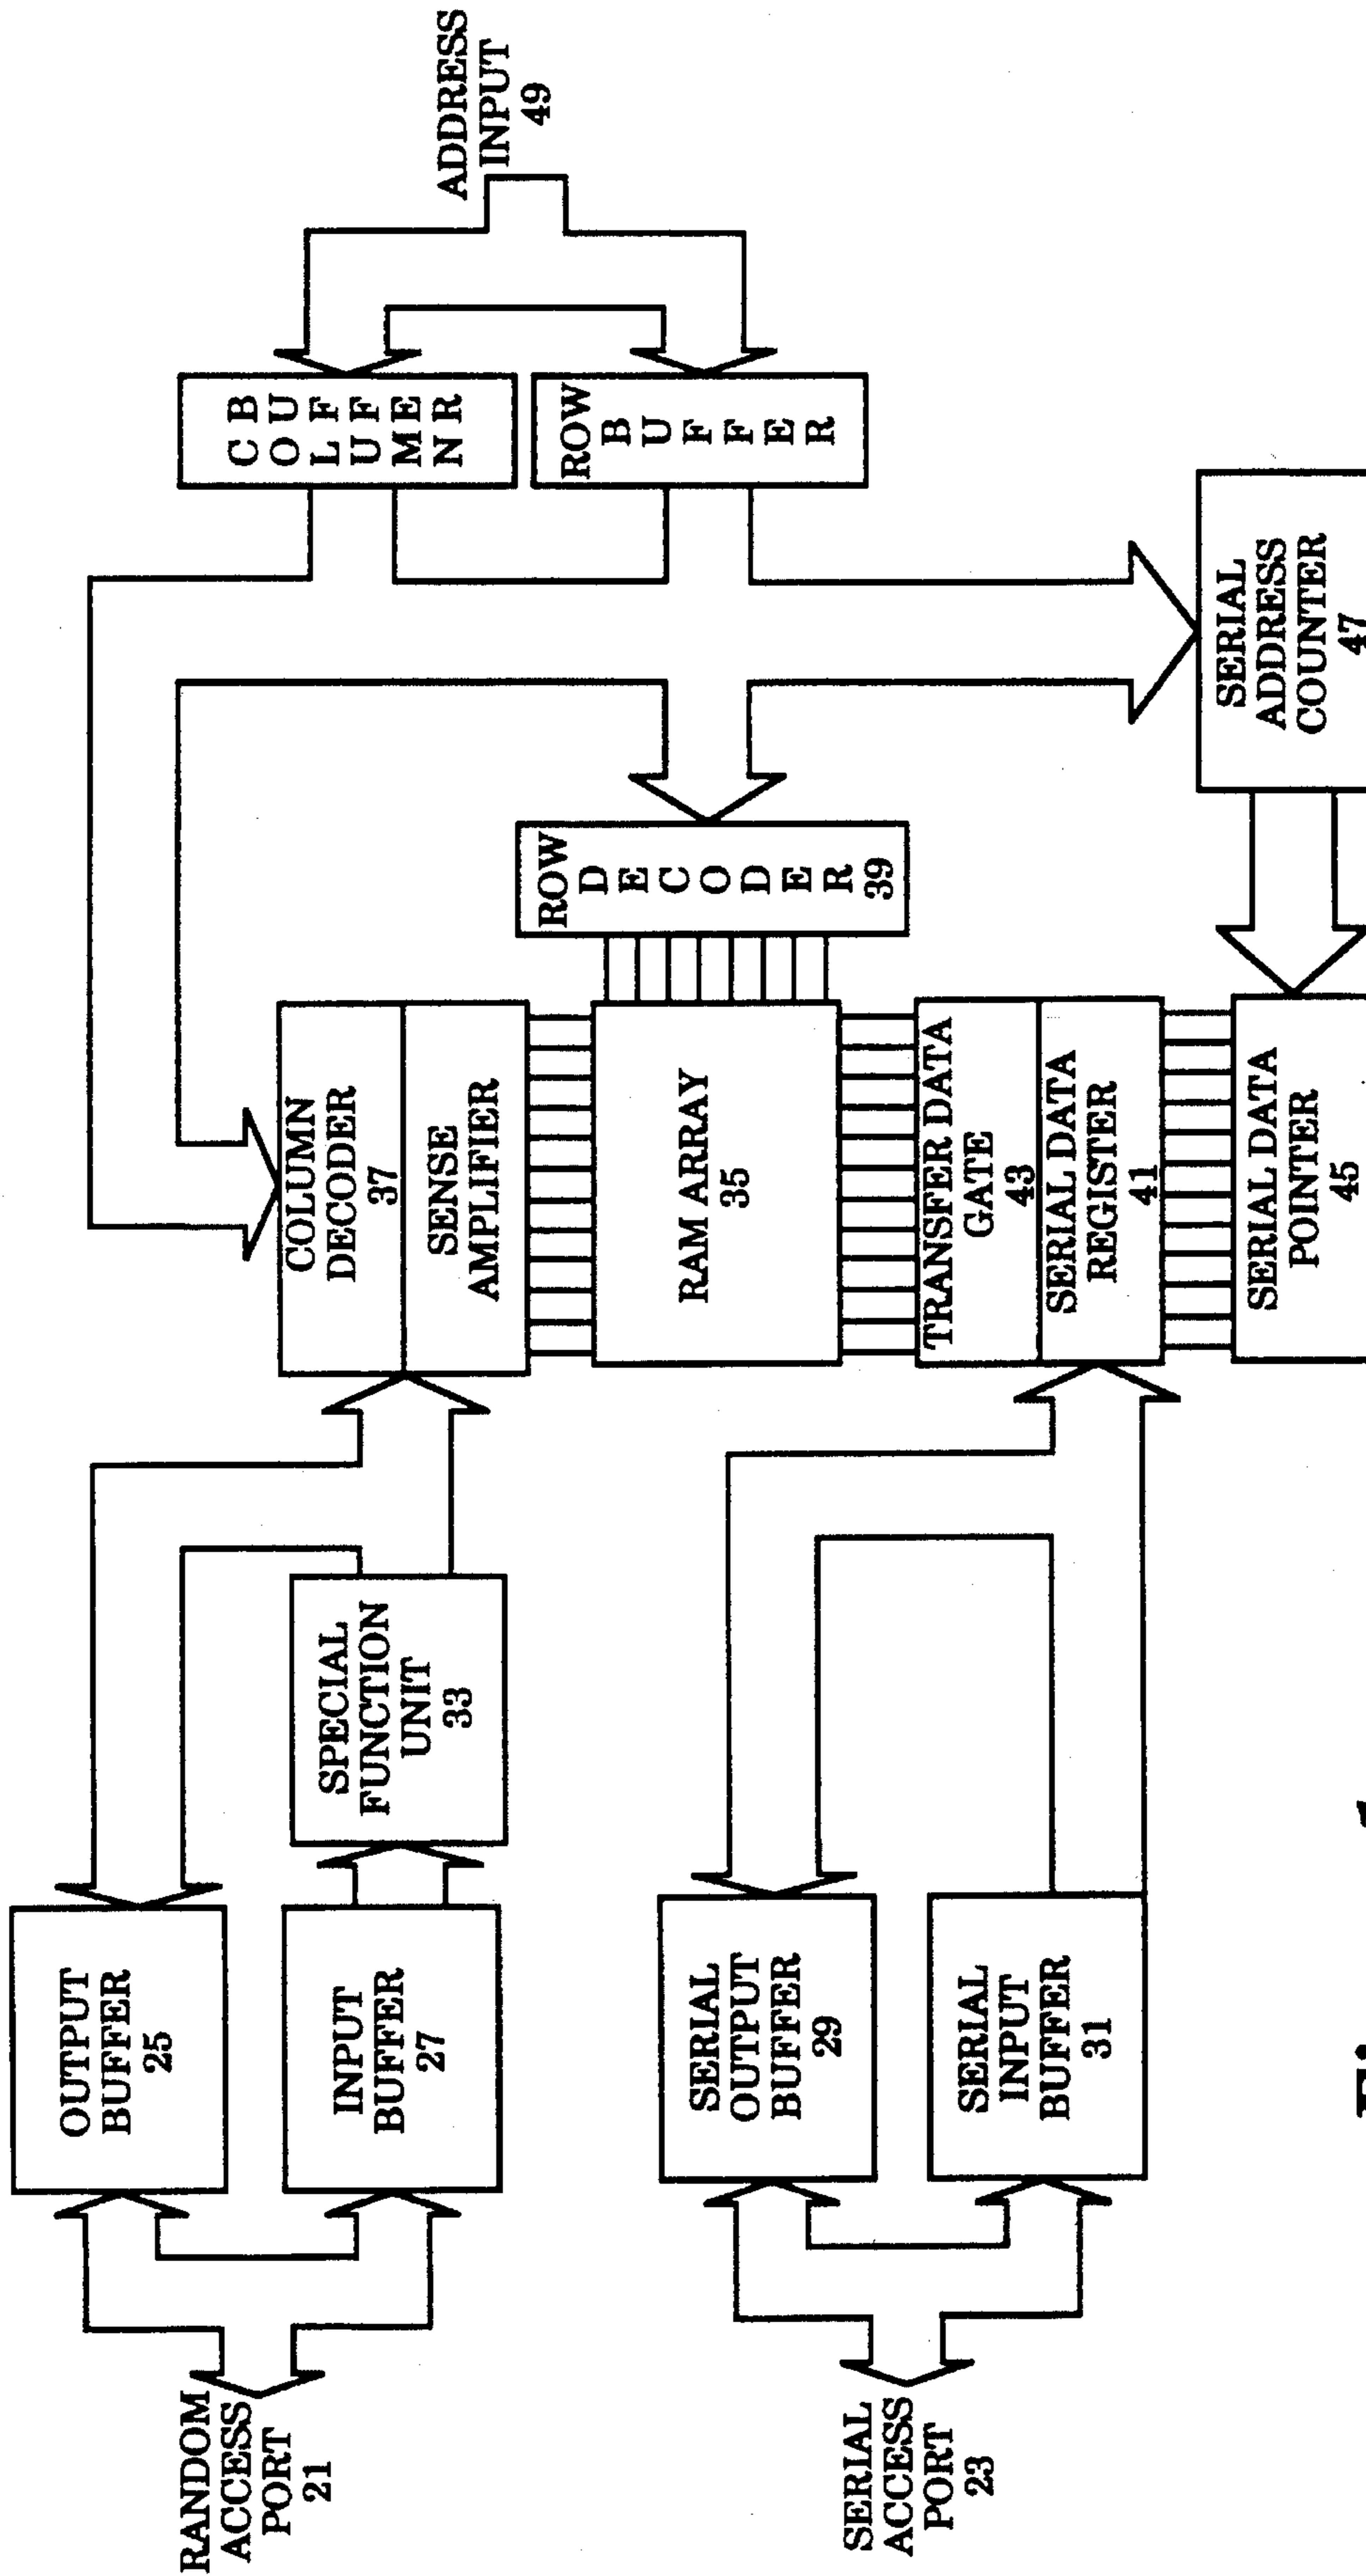 RANDOM
ACCESS
PORT
21
OUTPUT
BUFFER
25
INPUT
BUFFER
27
SPECIAL
FUNCTION
UNIT
33
COLUMN
DECODER
37
SENSE
AMPLIFIER
RAM ARRAY
35
ROW
DECODER
39
COLUMN
BUFFER
ROW
BUFFER
ADDRESS
INPUT
49
SERIAL
ACCESS
PORT
23
SERIAL
OUTPUT
BUFFER
29
SERIAL
INPUT
BUFFER
31
TRANSFER DATA
GATE
43
SERIAL DATA
REGISTER
41
SERIAL DATA
POINTER
45
SERIAL
ADDRESS
COUNTER
47